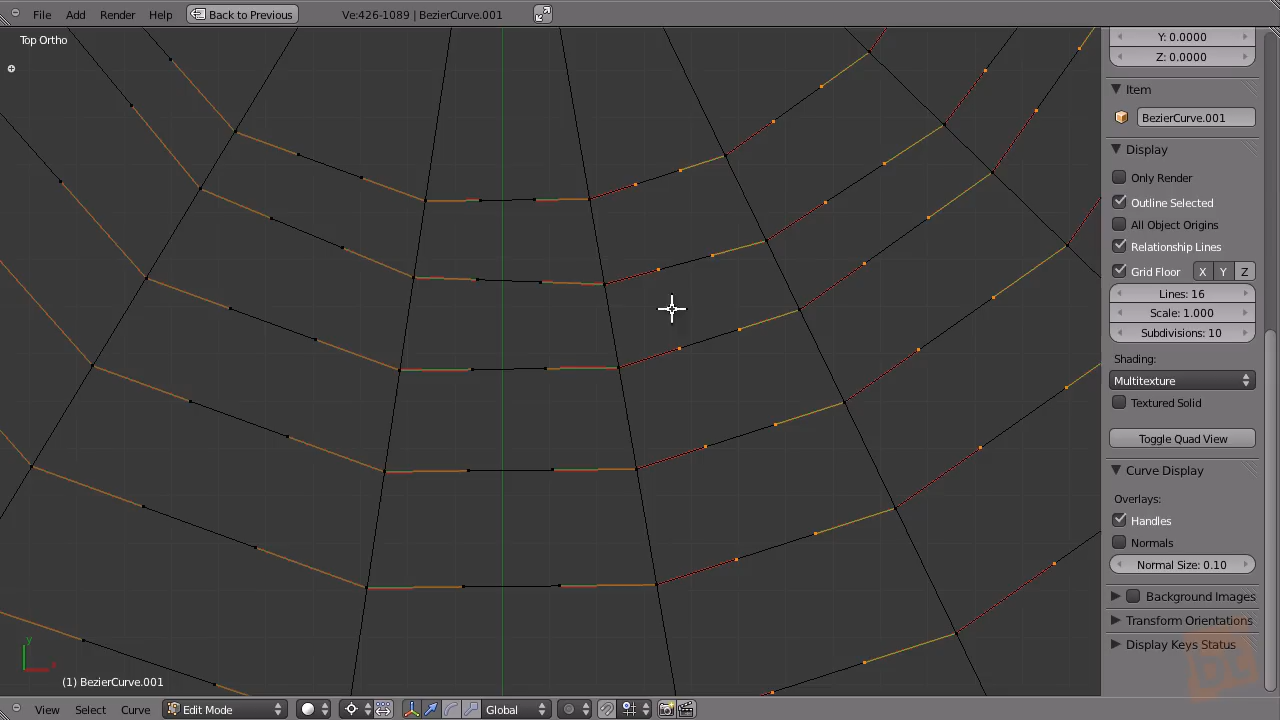 File Add Render Help Back to Previous Ve:426-1089 | BezierCurve.001
Top Ortho
Y: 0.0000
Z: 0.0000
Item
BezierCurve.001
Display
Only Render
Outline Selected
All Object Origins
Relationship Lines
Grid Floor X Y Z
Lines: 16
Scale: 1.000
Subdivisions: 10
Shading:
Multitexture
Textured Solid
Toggle Quad View
Curve Display
Overlays:
Handles
Normals
Normal Size: 0.10
Background Images
Transform Orientations
Display Keys Status
y
(1) BezierCurve.001
View Select Curve Edit Mode Global